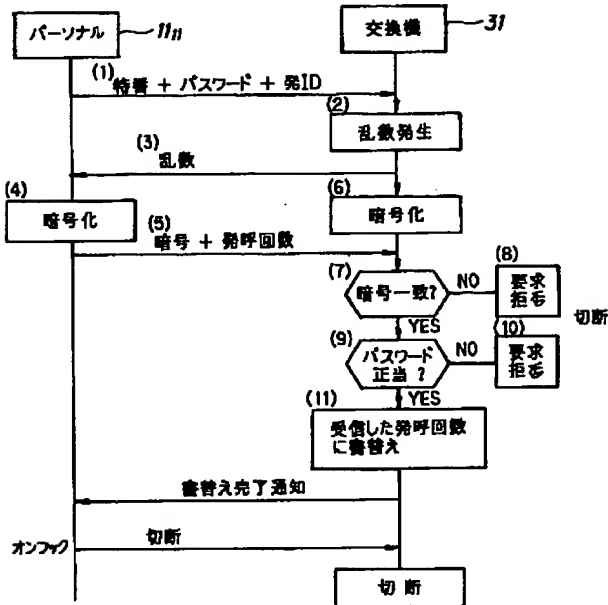 パーソナル 11₁₁
交換機 31
(1) 特番 + パスワード + 発ID
(2)
乱数発生
(3) 乱数
(4)
暗号化
(6)
暗号化
(5) 暗号 + 発呼回数
(7)
暗号一致?
NO
(8)
要求
拒否
切断
YES
(9)
パスワード
正当 ?
NO
(10)
要求
拒否
YES
(11)
受信した発呼回数
に書替え
書替え完了通知
オンフック
切断
切断